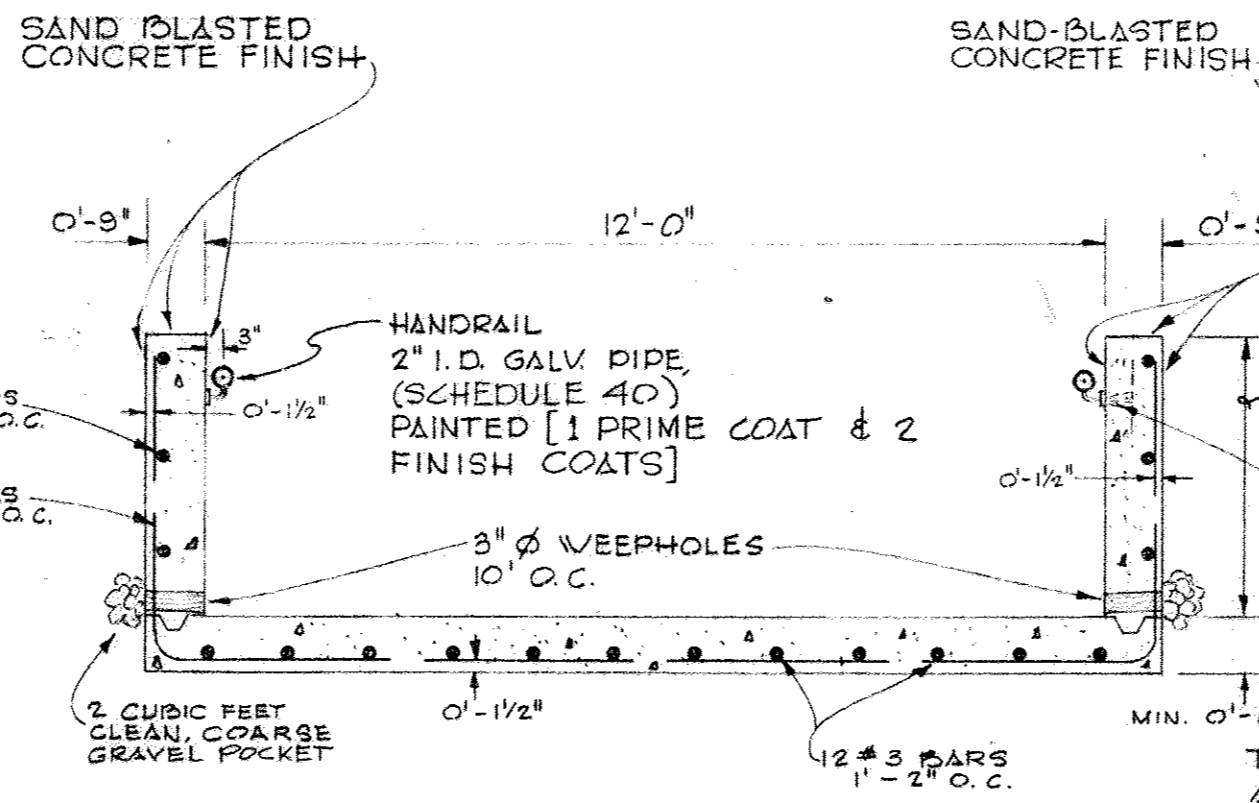 SAND BLASTED
CONCRETE FINISH
SAND-BLASTED
CONCRETE FINISH
0'-9"
12'-0"
3"
HANDRAIL
2" I.D. GALV. PIPE,
(SCHEDULE 40)
PAINTED [1 PRIME COAT & 2
FINISH COATS]
0'-1½"
O.C.
O.C.
0'-1½"
3" Ø WEEPHOLES
10' O.C.
2 CUBIC FEET
CLEAN, COARSE
GRAVEL POCKET
0'-1½"
12 #3 BARS
1'-2" O.C.
MIN.